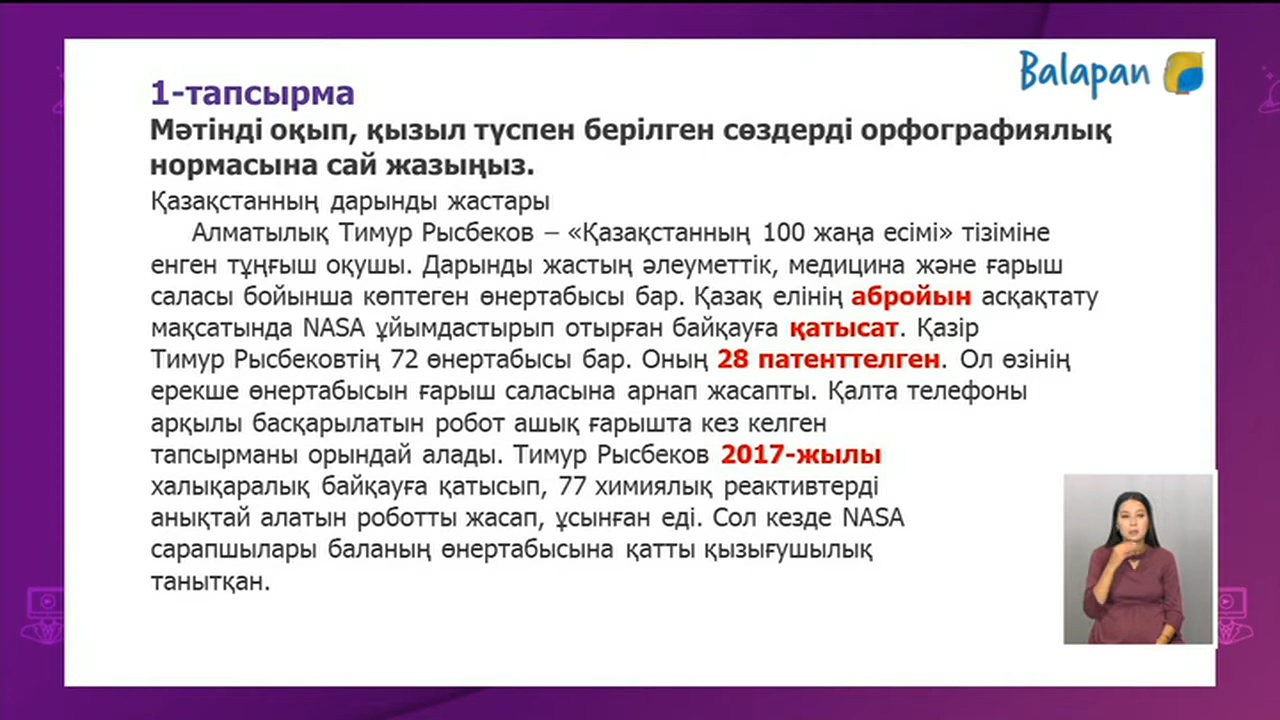 Balapan
1-тапсырма
Мәтінді оқып, қызыл түспен берілген сөздерді орфографиялық
нормасына сай жазыңыз.
Қазақстанның дарынды жастары
Алматылық Тимур Рысбеков – «Қазақстанның 100 жаңа есімі» тізіміне
енген тұңғыш оқушы. Дарынды жастың әлеуметтік, медицина және ғарыш
саласы бойынша көптеген өнертабысы бар. Қазақ елінің абройын асқақтату
мақсатында NASA ұйымдастырып отырған байқауға қатысат. Қазір
Тимур Рысбековтің 72 өнертабысы бар. Оның 28 патенттелген. Ол өзінің
ерекше өнертабысын ғарыш саласына арнап жасапты. Қалта телефоны
арқылы басқарылатын робот ашық ғарышта кез келген
тапсырманы орындай алады. Тимур Рысбеков 2017-жылы
халықаралық байқауға қатысып, 77 химиялық реактивтерді
анықтай алатын роботты жасап, ұсынған еді. Сол кезде NASA
сарапшылары баланың өнертабысына қатты қызығушылық
танытқан.